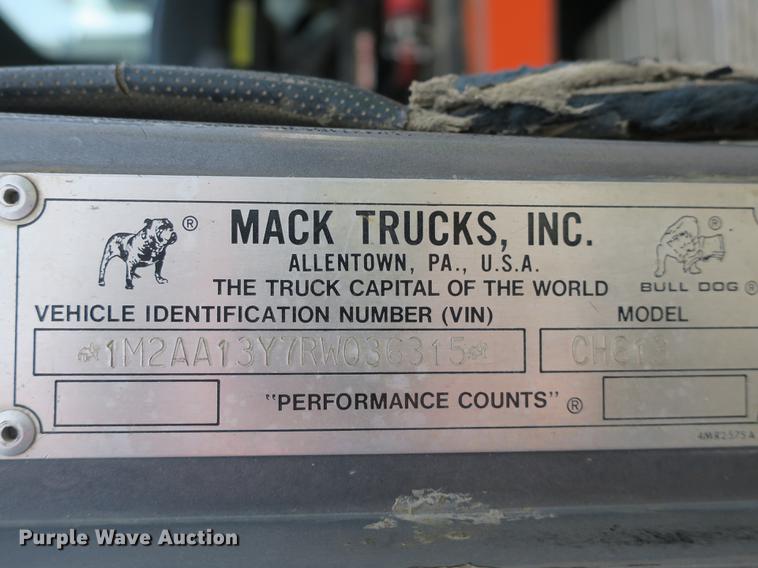 ® MACK TRUCKS, INC. ®
ALLENTOWN, PA., U.S.A.
THE TRUCK CAPITAL OF THE WORLD
BULL DOG ®
VEHICLE IDENTIFICATION NUMBER (VIN) MODEL
1M2AA13Y7RW036315 CH613
"PERFORMANCE COUNTS" ®
4MR2575A
Purple Wave Auction